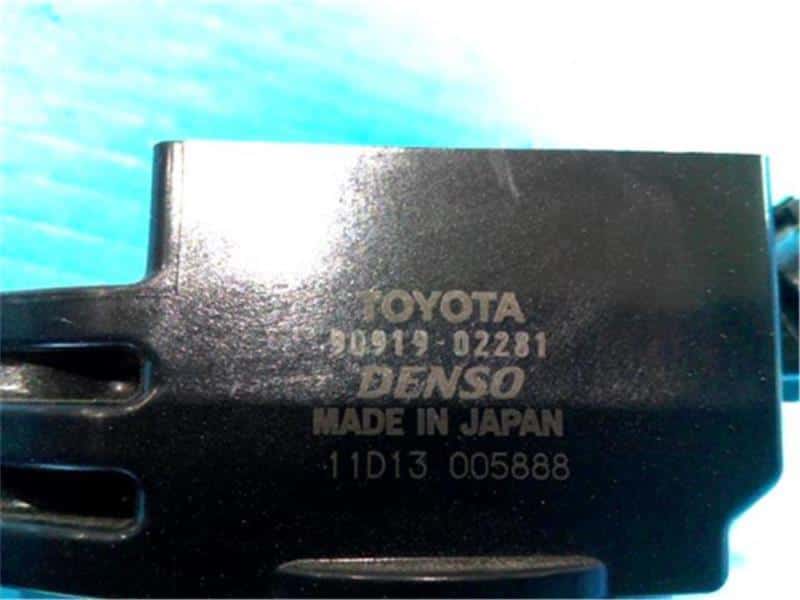 TOYOTA
90919-02281
DENSO
MADE IN JAPAN
11D13 005888